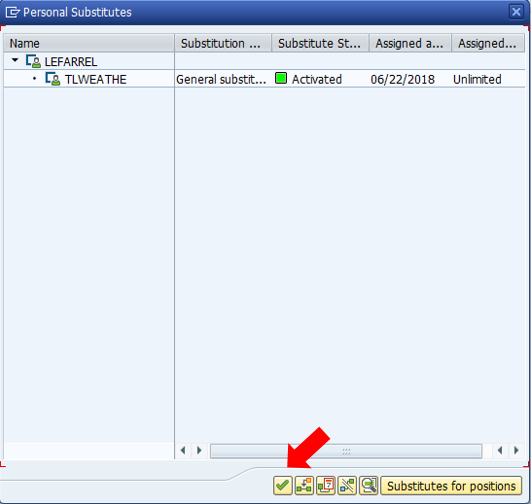 Personal Substitutes
Name Substitution ... Substitute St... Assigned a... Assigned...
LEFARREL
TLWEATHE General substit... Activated 06/22/2018 Unlimited
Substitutes for positions